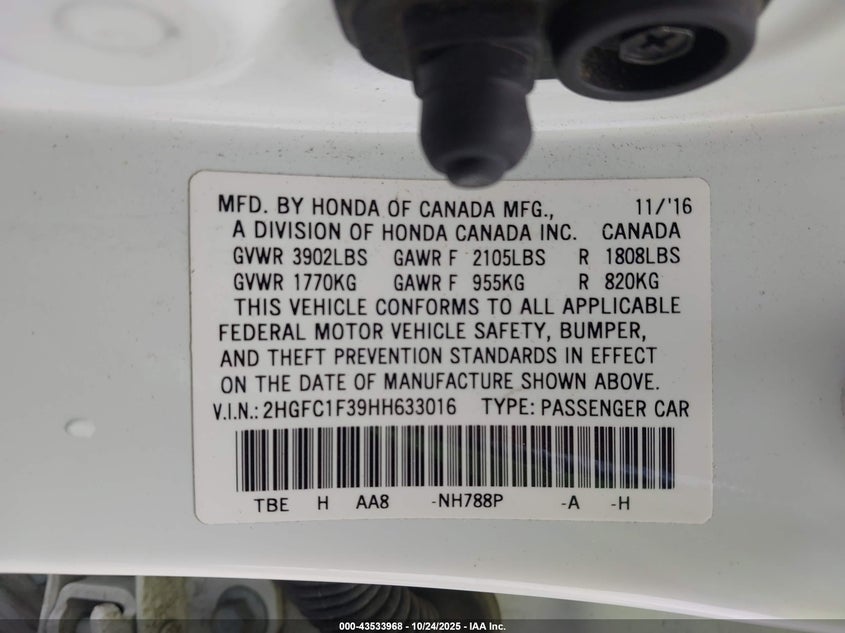 MFD. BY HONDA OF CANADA MFG., 11/'16
A DIVISION OF HONDA CANADA INC. CANADA
GVWR 3902LBS GAWR F 2105LBS R 1808LBS
GVWR 1770KG GAWR F 955KG R 820KG
THIS VEHICLE CONFORMS TO ALL APPLICABLE
FEDERAL MOTOR VEHICLE SAFETY, BUMPER,
AND THEFT PREVENTION STANDARDS IN EFFECT
ON THE DATE OF MANUFACTURE SHOWN ABOVE.
V.I.N.: 2HGFC1F39HH633016 TYPE: PASSENGER CAR
TBE H AA8 -NH788P -A -H
000-43533968 - 10/24/2025 - IAA Inc.